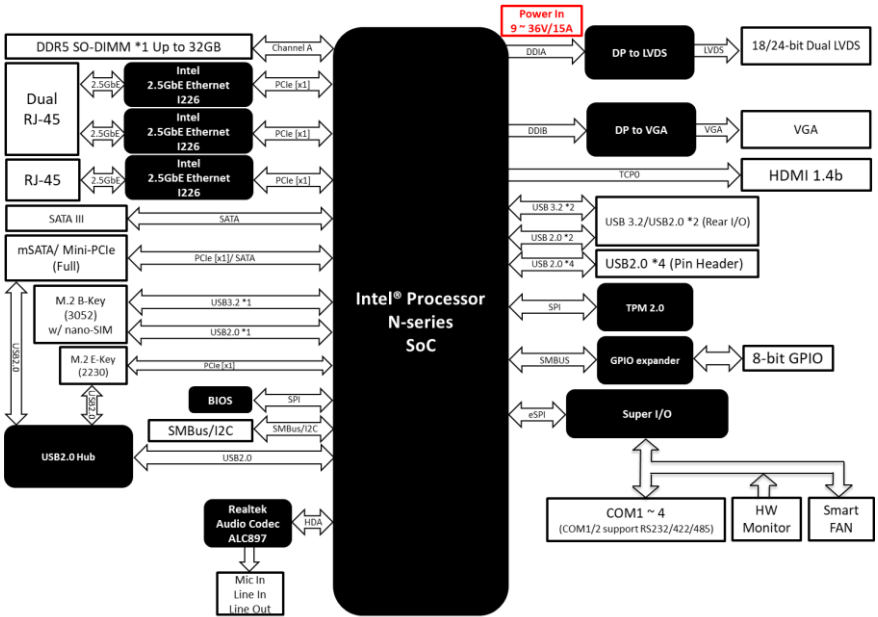 Power In
9 ~ 36V/15A
DDR5 SO-DIMM *1 Up to 32GB
Channel A
Dual
RJ-45
2.5GbE
Intel
2.5GbE Ethernet
I226
PCIe [x1]
2.5GbE
Intel
2.5GbE Ethernet
I226
PCIe [x1]
RJ-45
2.5GbE
Intel
2.5GbE Ethernet
I226
PCIe [x1]
SATA III
SATA
mSATA/ Mini-PCIe
(Full)
PCIe [x1]/ SATA
M.2 B-Key
(3052)
w/ nano-SIM
USB3.2 *1
USB2.0 *1
USB2.0
M.2 E-Key
(2230)
PCIe [x1]
USB2.0
BIOS
SPI
SMBus/I2C
SMBus/I2C
USB2.0 Hub
USB2.0
Realtek
Audio Codec
ALC897
HDA
Mic In
Line In
Line Out
Intel® Processor
N-series
SoC
DDIA
DP to LVDS
LVDS
18/24-bit Dual LVDS
DDIB
DP to VGA
VGA
VGA
TCP0
HDMI 1.4b
USB 3.2 *2
USB 2.0 *2
USB 3.2/USB2.0 *2 (Rear I/O)
USB 2.0 *4
USB2.0 *4 (Pin Header)
SPI
TPM 2.0
SMBUS
GPIO expander
8-bit GPIO
eSPI
Super I/O
COM1 ~ 4
(COM1/2 support RS232/422/485)
HW
Monitor
Smart
FAN